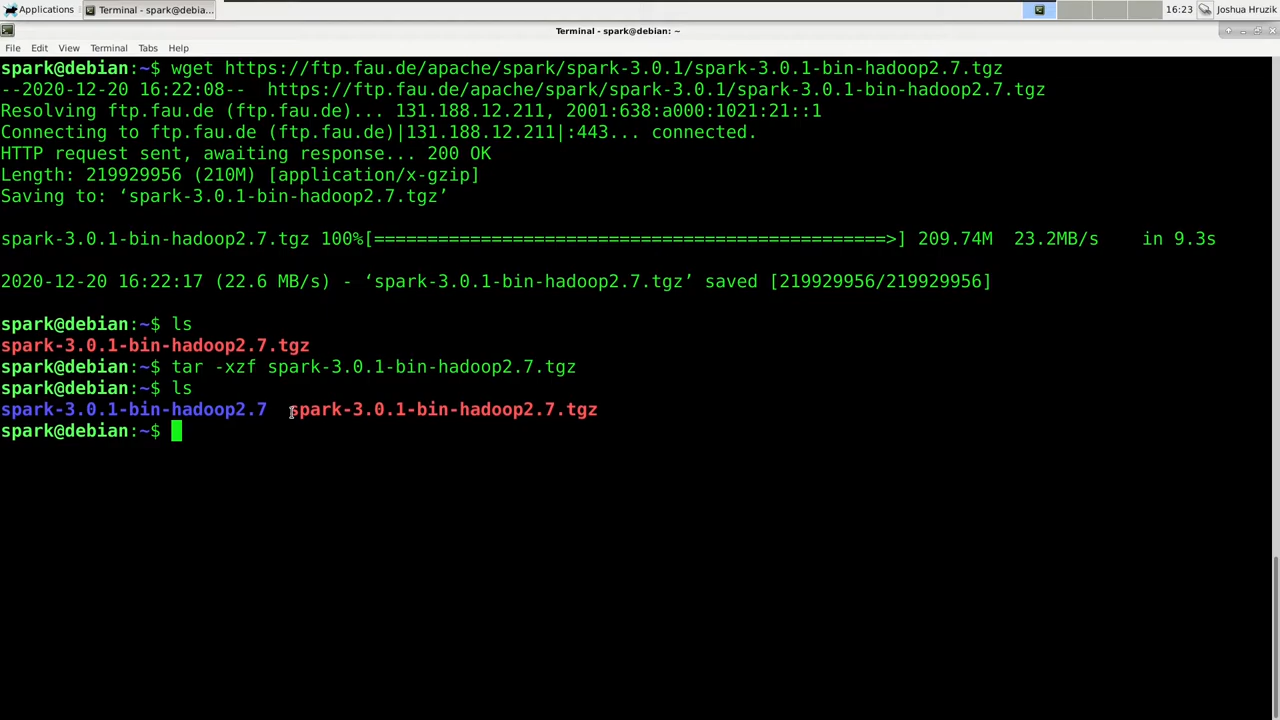 Applications Terminal - spark@debia... 16:23 Joshua Hruzik
Terminal - spark@debian: ~
File Edit View Terminal Tabs Help
spark@debian:~$ wget https://ftp.fau.de/apache/spark/spark-3.0.1/spark-3.0.1-bin-hadoop2.7.tgz
--2020-12-20 16:22:08--  https://ftp.fau.de/apache/spark/spark-3.0.1/spark-3.0.1-bin-hadoop2.7.tgz
Resolving ftp.fau.de (ftp.fau.de)... 131.188.12.211, 2001:638:a000:1021:21::1
Connecting to ftp.fau.de (ftp.fau.de)|131.188.12.211|:443... connected.
HTTP request sent, awaiting response... 200 OK
Length: 219929956 (210M) [application/x-gzip]
Saving to: ‘spark-3.0.1-bin-hadoop2.7.tgz’
spark-3.0.1-bin-hadoop2.7.tgz 100%[================================================>] 209.74M  23.2MB/s    in 9.3s
2020-12-20 16:22:17 (22.6 MB/s) - ‘spark-3.0.1-bin-hadoop2.7.tgz’ saved [219929956/219929956]
spark@debian:~$ ls
spark-3.0.1-bin-hadoop2.7.tgz
spark@debian:~$ tar -xzf spark-3.0.1-bin-hadoop2.7.tgz
spark@debian:~$ ls
spark-3.0.1-bin-hadoop2.7  spark-3.0.1-bin-hadoop2.7.tgz
spark@debian:~$